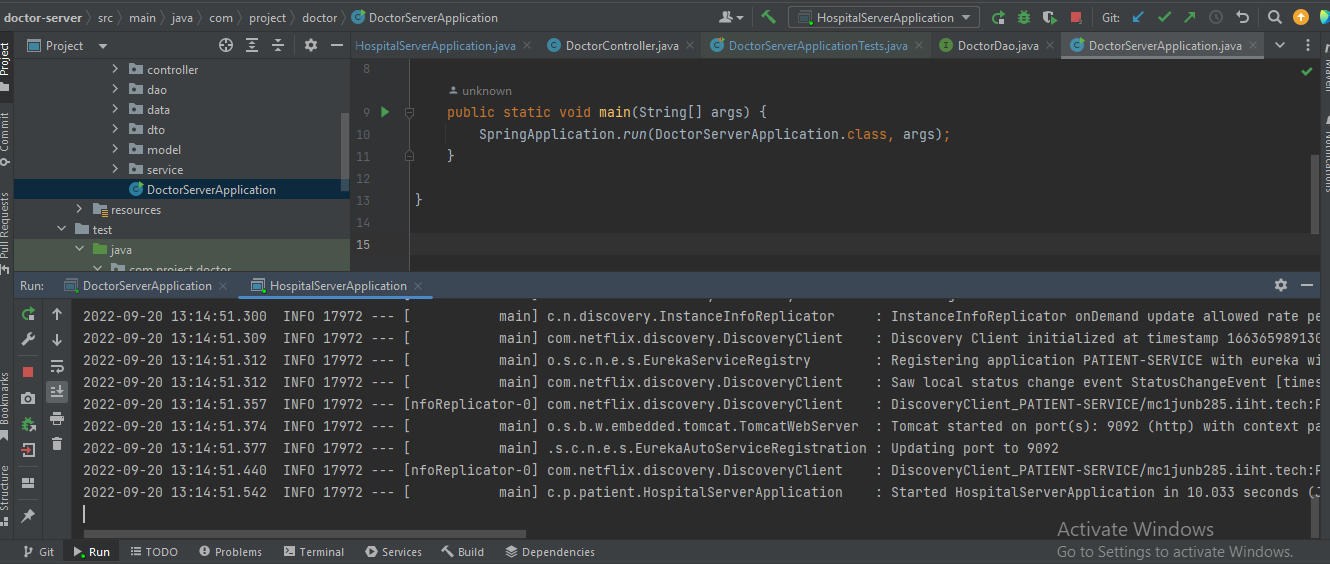 doctor-server src main java com project doctor DoctorServerApplication HospitalServerApplication Git:
Project
HospitalServerApplication.java DoctorController.java DoctorServerApplicationTests.java DoctorDao.java DoctorServerApplication.java
Project
Commit
Pull Requests
Bookmarks
Structure
controller
dao
data
dto
model
service
DoctorServerApplication
resources
test
java
com.project.doctor
8
unknown
9 public static void main(String[] args) {
10 SpringApplication.run(DoctorServerApplication.class, args);
11 }
12
13 }
14
15
Maven
Notifications
Run: DoctorServerApplication HospitalServerApplication
2022-09-20 13:14:51.300 INFO 17972 --- [ main] c.n.discovery.InstanceInfoReplicator : InstanceInfoReplicator onDemand update allowed rate pe
2022-09-20 13:14:51.309 INFO 17972 --- [ main] com.netflix.discovery.DiscoveryClient : Discovery Client initialized at timestamp 166365989130
2022-09-20 13:14:51.312 INFO 17972 --- [ main] o.s.c.n.e.s.EurekaServiceRegistry : Registering application PATIENT-SERVICE with eureka wi
2022-09-20 13:14:51.312 INFO 17972 --- [ main] com.netflix.discovery.DiscoveryClient : Saw local status change event StatusChangeEvent [times
2022-09-20 13:14:51.357 INFO 17972 --- [nfoReplicator-0] com.netflix.discovery.DiscoveryClient : DiscoveryClient_PATIENT-SERVICE/mc1junb285.iiht.tech:P
2022-09-20 13:14:51.374 INFO 17972 --- [ main] o.s.b.w.embedded.tomcat.TomcatWebServer : Tomcat started on port(s): 9092 (http) with context pa
2022-09-20 13:14:51.377 INFO 17972 --- [ main] .s.c.n.e.s.EurekaAutoServiceRegistration : Updating port to 9092
2022-09-20 13:14:51.440 INFO 17972 --- [nfoReplicator-0] com.netflix.discovery.DiscoveryClient : DiscoveryClient_PATIENT-SERVICE/mc1junb285.iiht.tech:P
2022-09-20 13:14:51.542 INFO 17972 --- [ main] c.p.patient.HospitalServerApplication : Started HospitalServerApplication in 10.033 seconds (J
Activate Windows
Go to Settings to activate Windows.
Git Run TODO Problems Terminal Services Build Dependencies